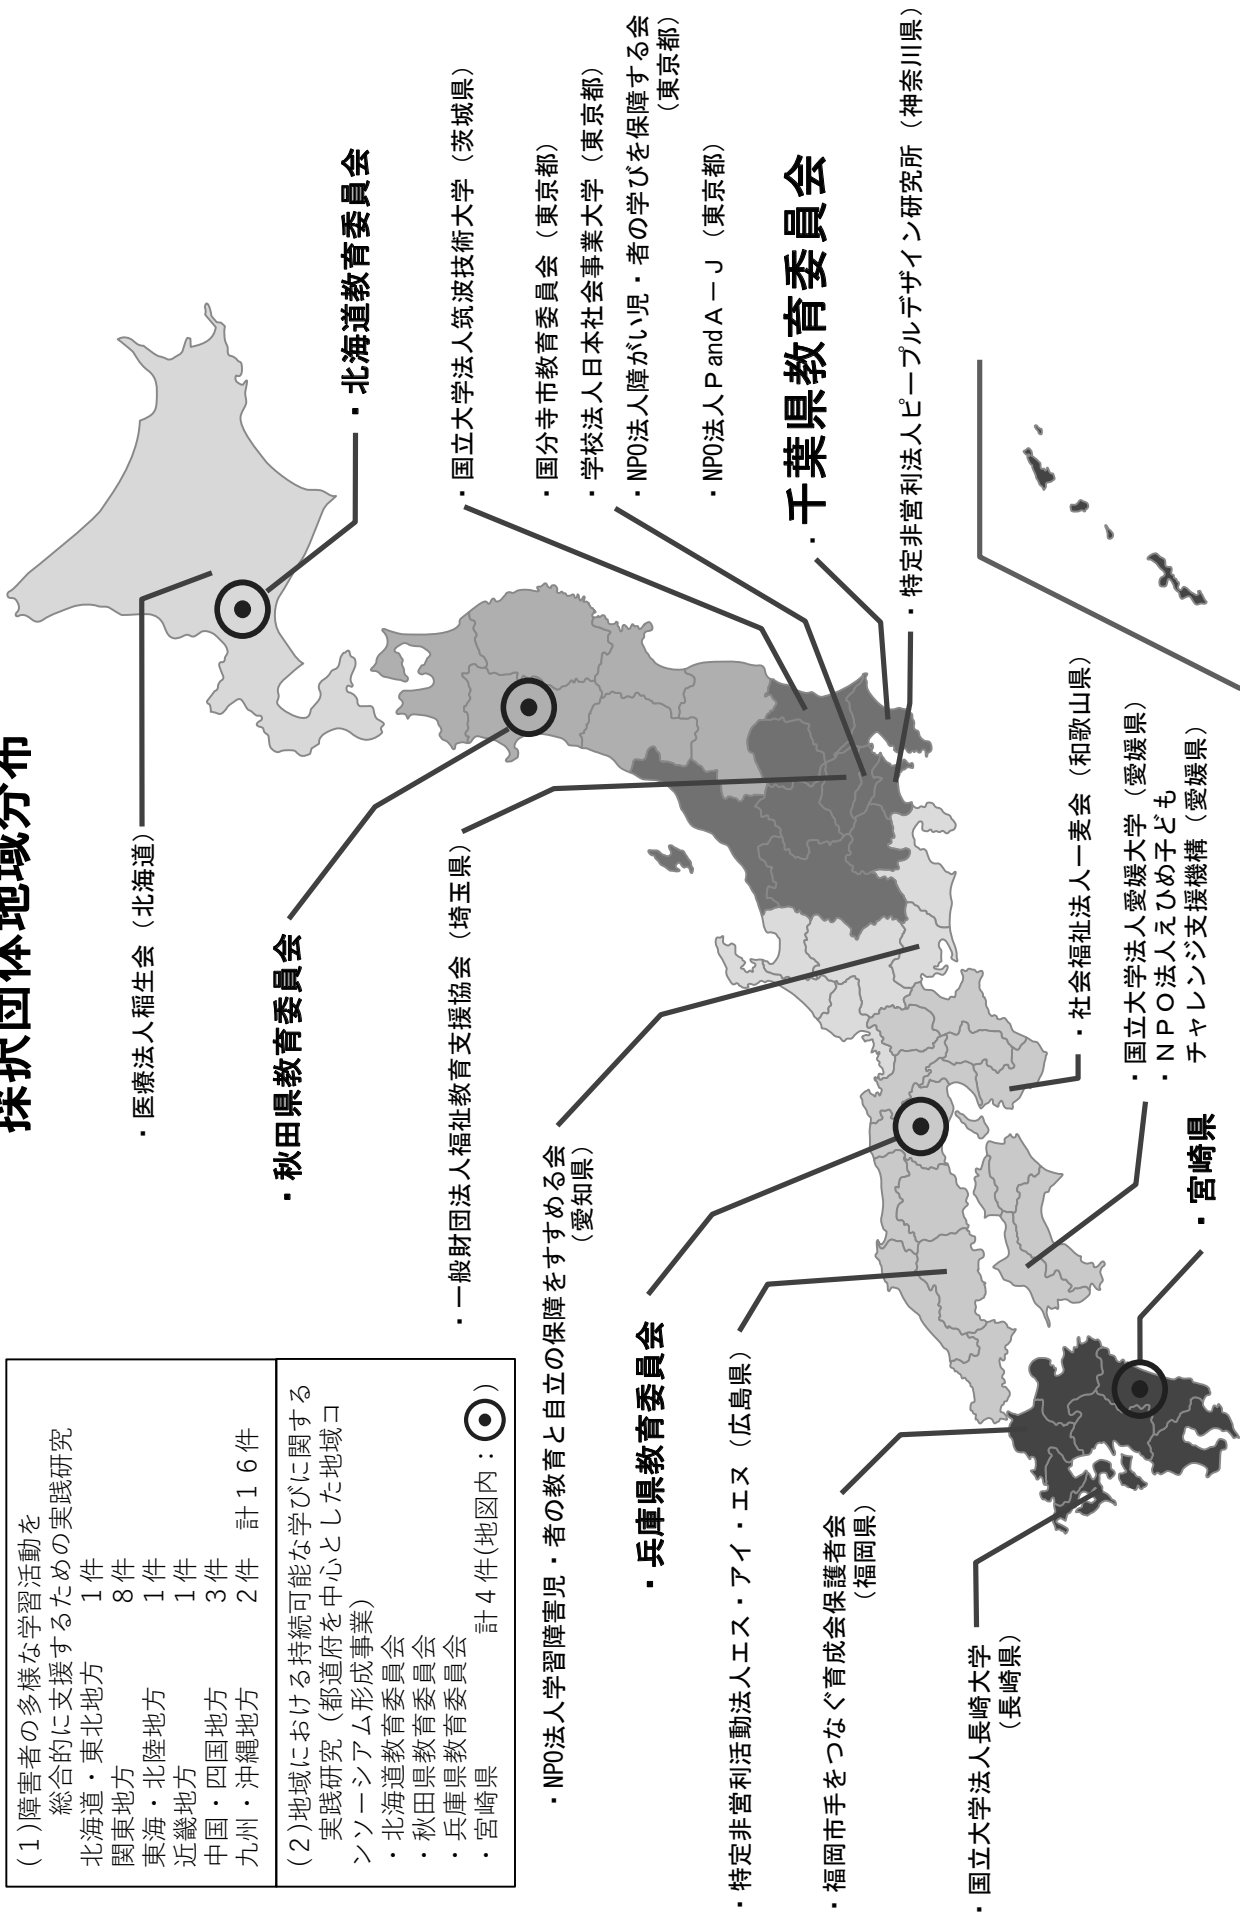 採択団体地域分布
(１)障害者の多様な学習活動を
総合的に支援するための実践研究
北海道・東北地方　１件
関東地方　８件
東海・北陸地方　１件
近畿地方　１件
中国・四国地方　３件
九州・沖縄地方　２件　計１６件
(２)地域における持続可能な学びに関する
実践研究（都道府を中心とした地域コ
ンソーシアム形成事業）
・北海道教育委員会
・秋田県教育委員会
・兵庫県教育委員会
・宮崎県　計４件(地図内：◎)
・医療法人稲生会（北海道）
・北海道教育委員会
・秋田県教育委員会
・国立大学法人筑波技術大学（茨城県）
・一般財団法人福祉教育支援協会（埼玉県）
・国分寺市教育委員会（東京都）
・学校法人日本社会事業大学（東京都）
・NPO法人障がい児・者の学びを保障する会
（東京都）
・NPO法人ＰandＡ－Ｊ（東京都）
・千葉県教育委員会
・特定非営利法人ピープルデザイン研究所（神奈川県）
・NPO法人学習障害児・者の教育と自立の保障をすすめる会
（愛知県）
・兵庫県教育委員会
・社会福祉法人一麦会（和歌山県）
・特定非営利活動法人エス・アイ・エヌ（広島県）
・国立大学法人愛媛大学（愛媛県）
・ＮＰＯ法人えひめ子ども
チャレンジ支援機構（愛媛県）
・福岡市手をつなぐ育成会保護者会
（福岡県）
・国立大学法人長崎大学
（長崎県）
・宮崎県